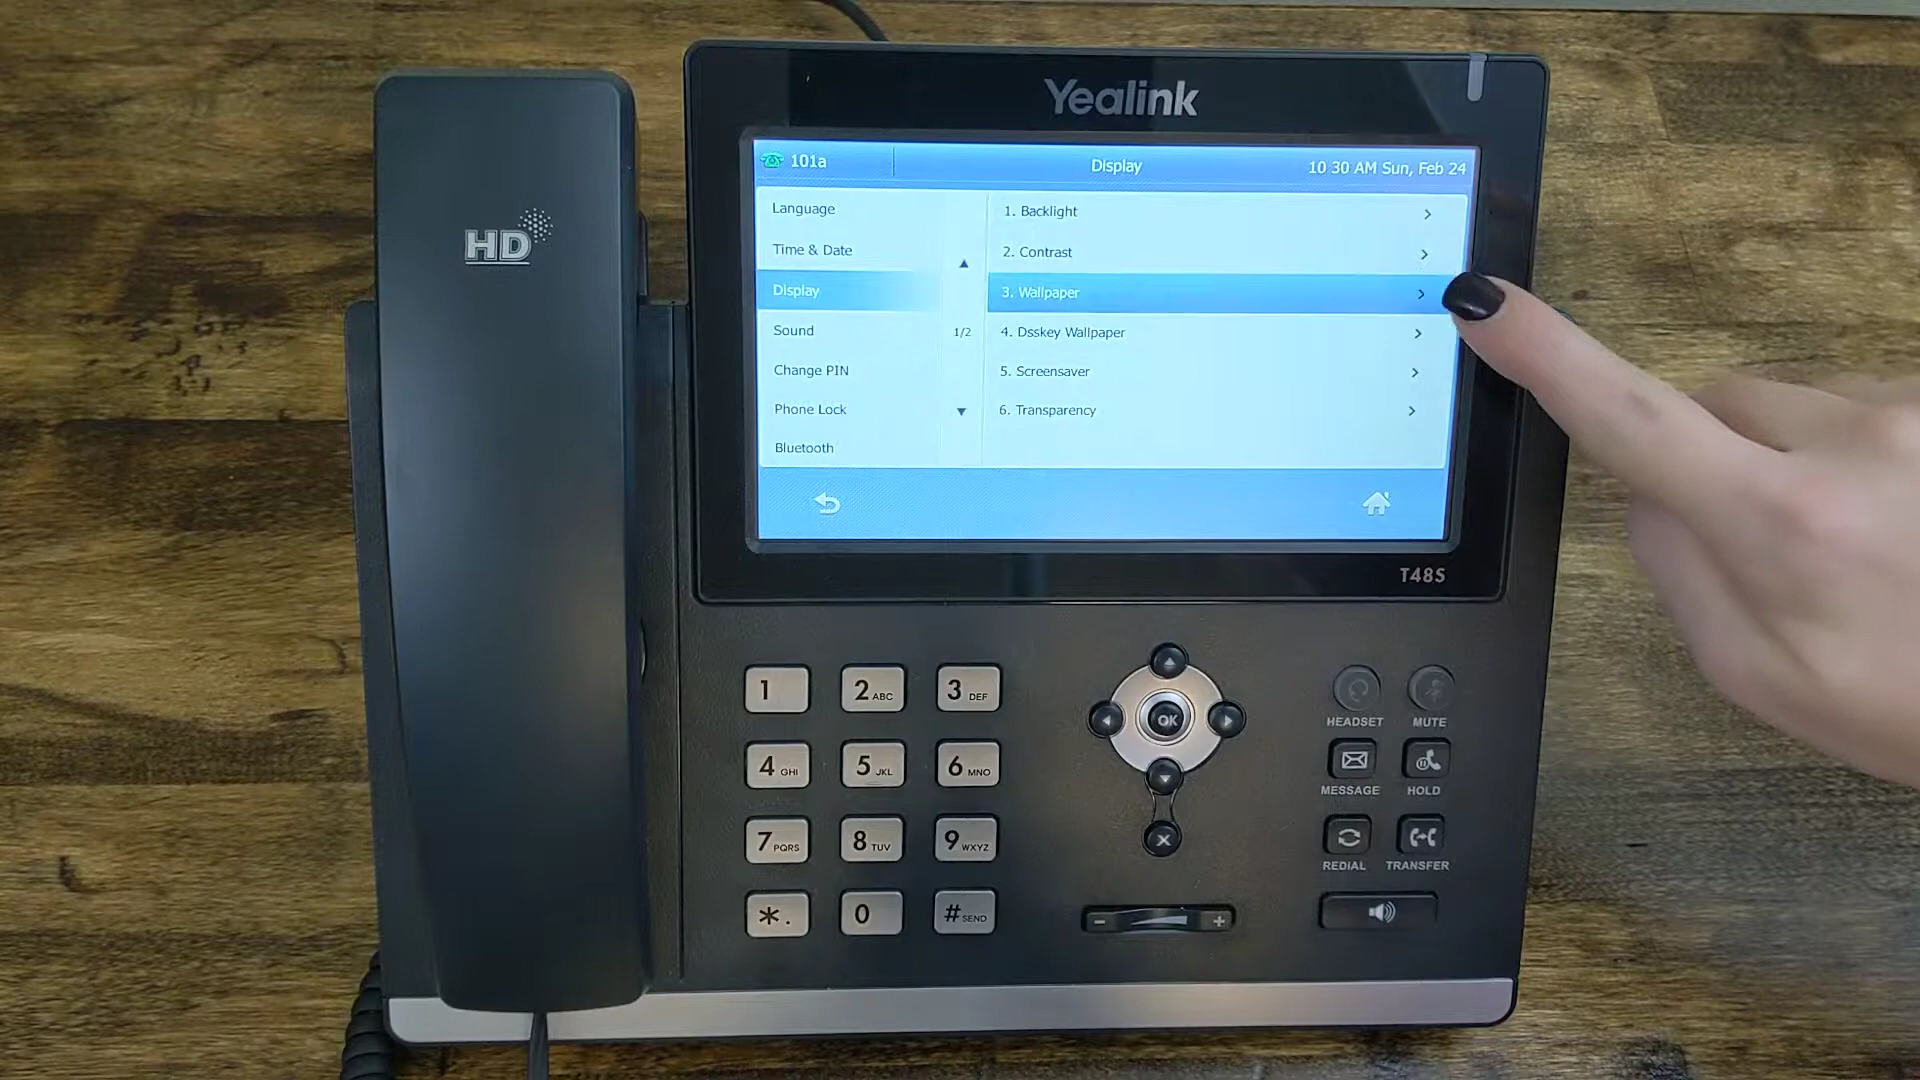 Yealink
HD
101a
Display
10 30 AM Sun, Feb 24
Language
Time & Date
Display
Sound
Change PIN
Phone Lock
Bluetooth
1/2
1. Backlight
2. Contrast
3. Wallpaper
4. Dsskey Wallpaper
5. Screensaver
6. Transparency
T48S
1
2 ABC
3 DEF
4 GHI
5 JKL
6 MNO
7 PQRS
8 TUV
9 WXYZ
* .
0
# SEND
OK
X
- +
HEADSET
MUTE
MESSAGE
HOLD
REDIAL
TRANSFER